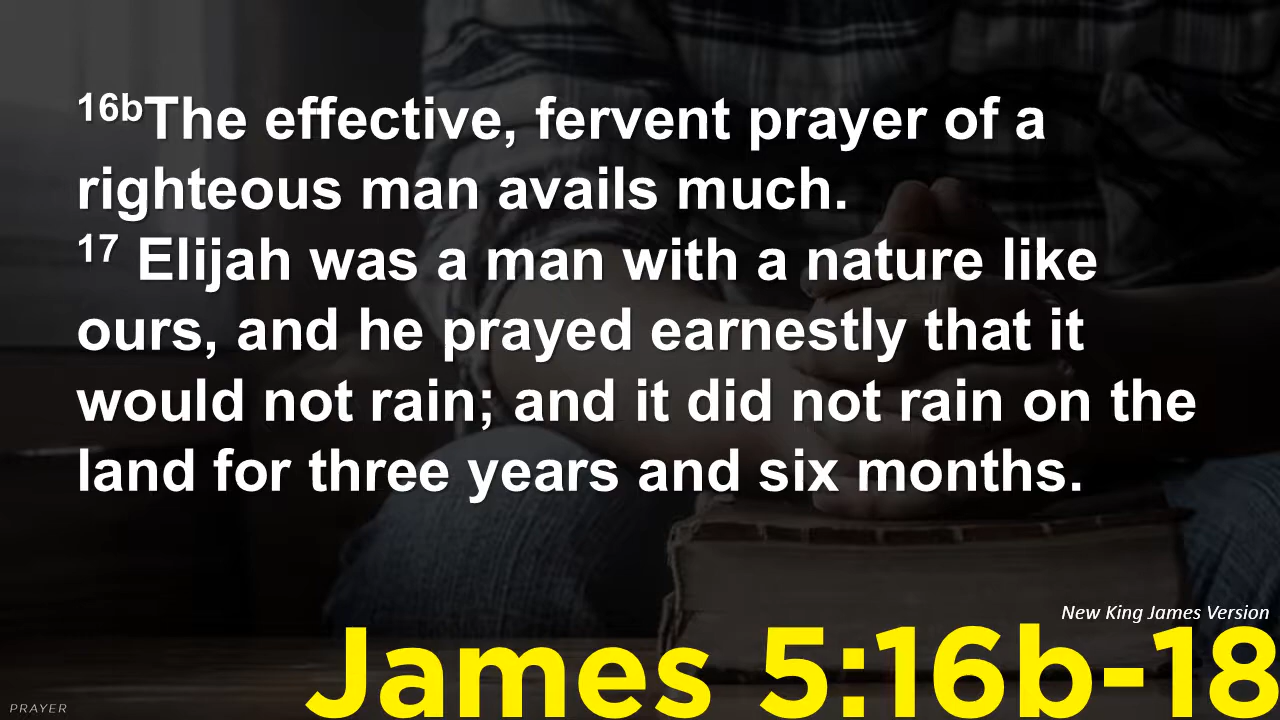 16bThe effective, fervent prayer of a
righteous man avails much.
17 Elijah was a man with a nature like
ours, and he prayed earnestly that it
would not rain; and it did not rain on the
land for three years and six months.
New King James Version
James 5:16b-18
PRAYER